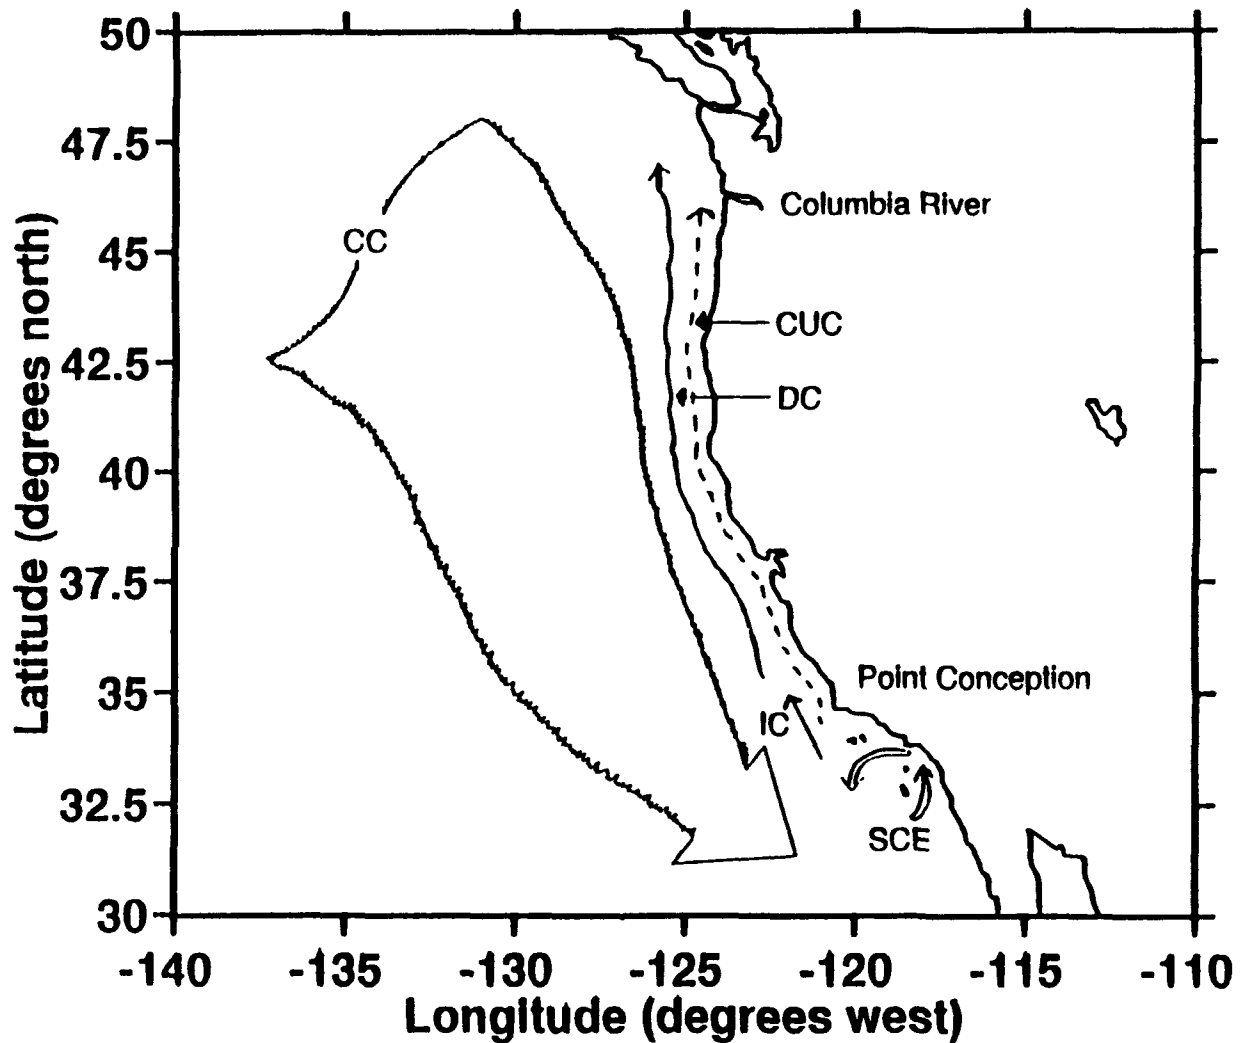 50
47.5
45
42.5
40
37.5
35
32.5
30
Latitude (degrees north)
CC
Columbia River
CUC
DC
Point Conception
IC
SCE
-140 -135 -130 -125 -120 -115 -110
Longitude (degrees west)